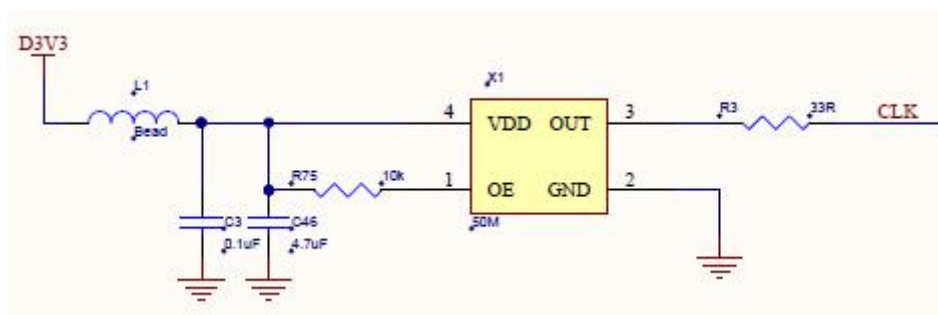 D3V3
L1
Bead
X1
4 VDD OUT 3
R3 33R CLK
R75 10k
1 OE GND 2
50M
C3
0.1uF
C46
4.7uF